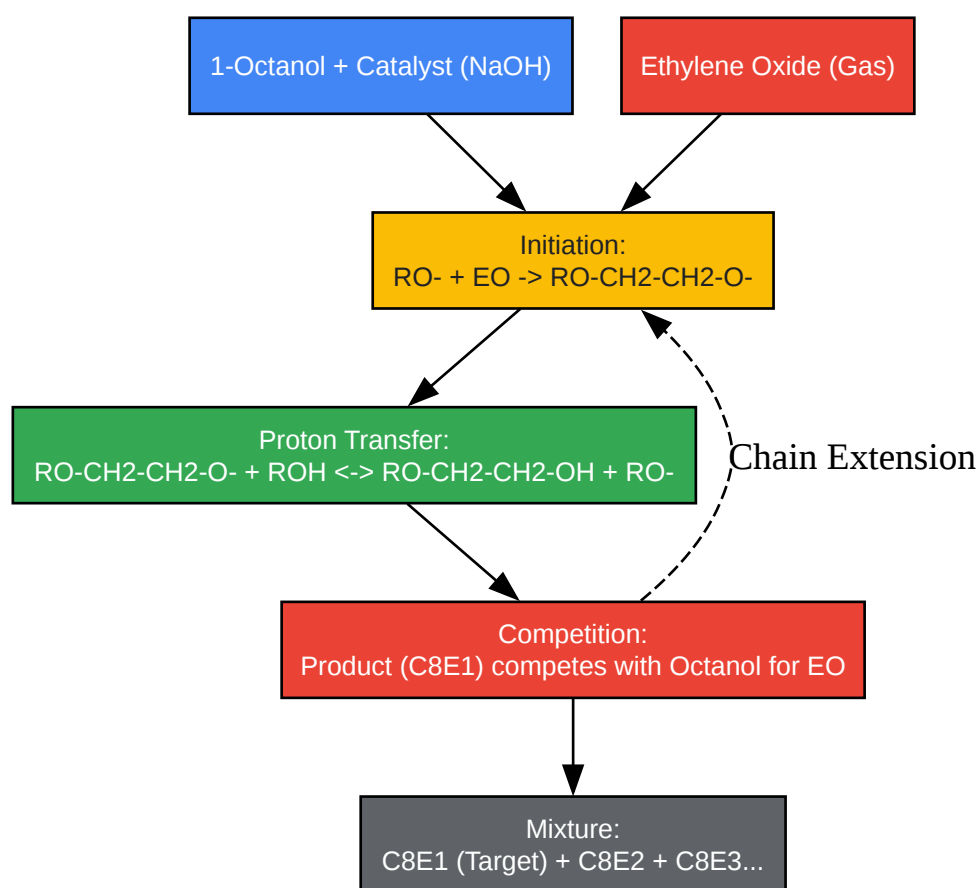 1-Octanol + Catalyst (NaOH)
Ethylene Oxide (Gas)
Initiation:
RO- + EO -> RO-CH2-CH2-O-
Proton Transfer:
RO-CH2-CH2-O- + ROH <-> RO-CH2-CH2-OH + RO-
Chain Extension
Competition:
Product (C8E1) competes with Octanol for EO
Mixture:
C8E1 (Target) + C8E2 + C8E3...